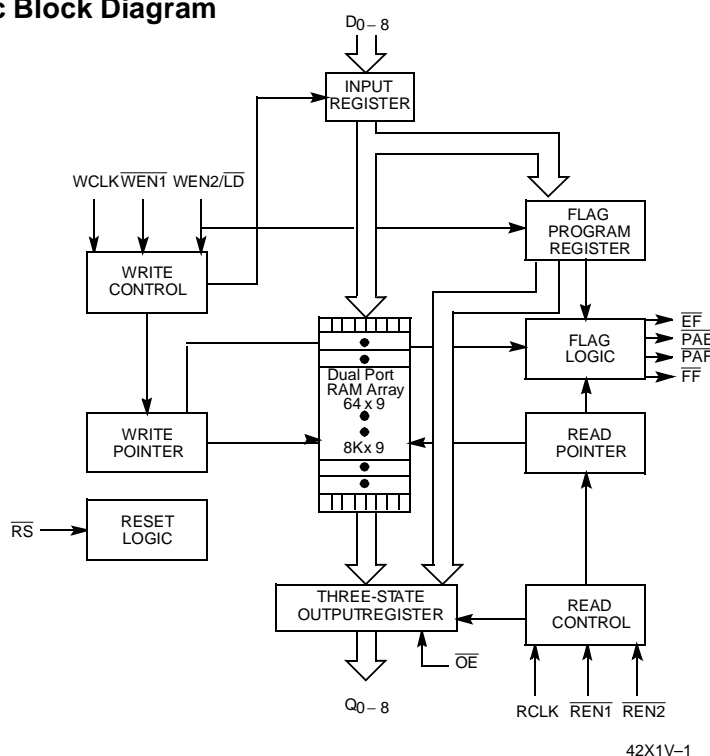 c Block Diagram
D0–8
INPUT
REGISTER
WCLK WEN1 WEN2/LD
FLAG
PROGRAM
REGISTER
WRITE
CONTROL
EF
PAE
PAF
FF
FLAG
LOGIC
Dual Port
RAM Array
64 x 9
8K x 9
WRITE
POINTER
READ
POINTER
RS
RESET
LOGIC
THREE-STATE
OUTPUT REGISTER
READ
CONTROL
OE
Q0–8
RCLK REN1 REN2
42X1V–1